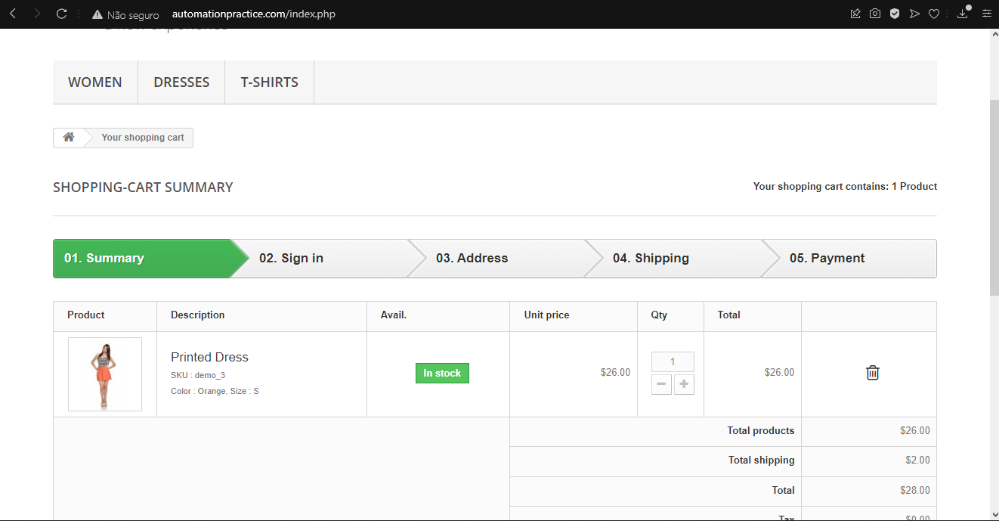 Não seguro automationpractice.com/index.php
a new experience
WOMEN DRESSES T-SHIRTS
Your shopping cart
SHOPPING-CART SUMMARY
Your shopping cart contains: 1 Product
01. Summary 02. Sign in 03. Address 04. Shipping 05. Payment
Product Description Avail. Unit price Qty Total
Printed Dress
SKU : demo_3
Color : Orange, Size : S
In stock
$26.00
1
$26.00
Total products $26.00
Total shipping $2.00
Total $28.00
Tax $0.00